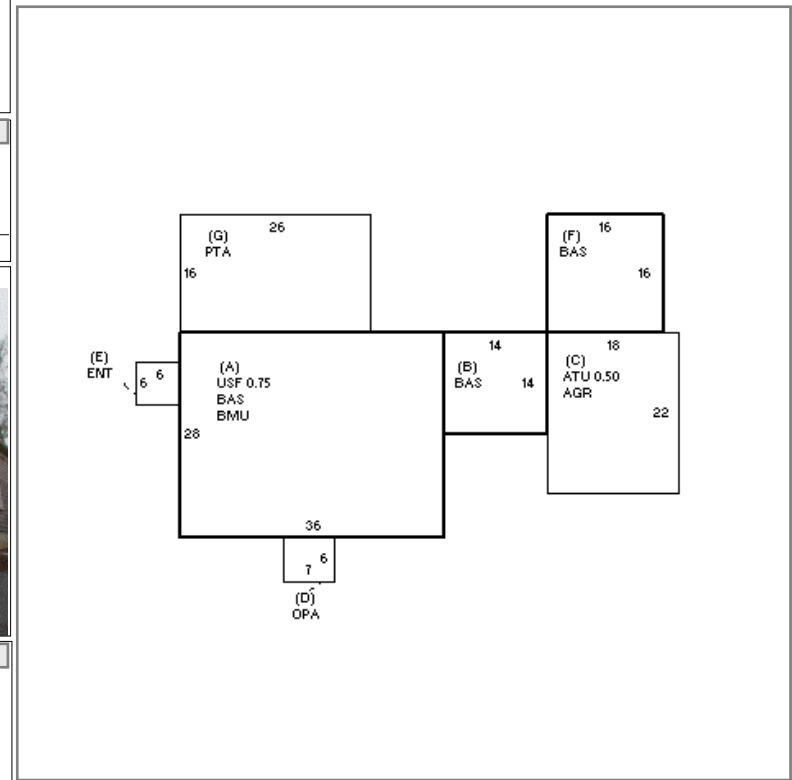 (G)
PTA
26
16
(F)
BAS
16
16
(E)
ENT
6
6
(A)
USF 0.75
BAS
BMU
28
36
14
(B)
BAS
14
18
(C)
ATU 0.50
AGR
22
6
7
(D)
OPA